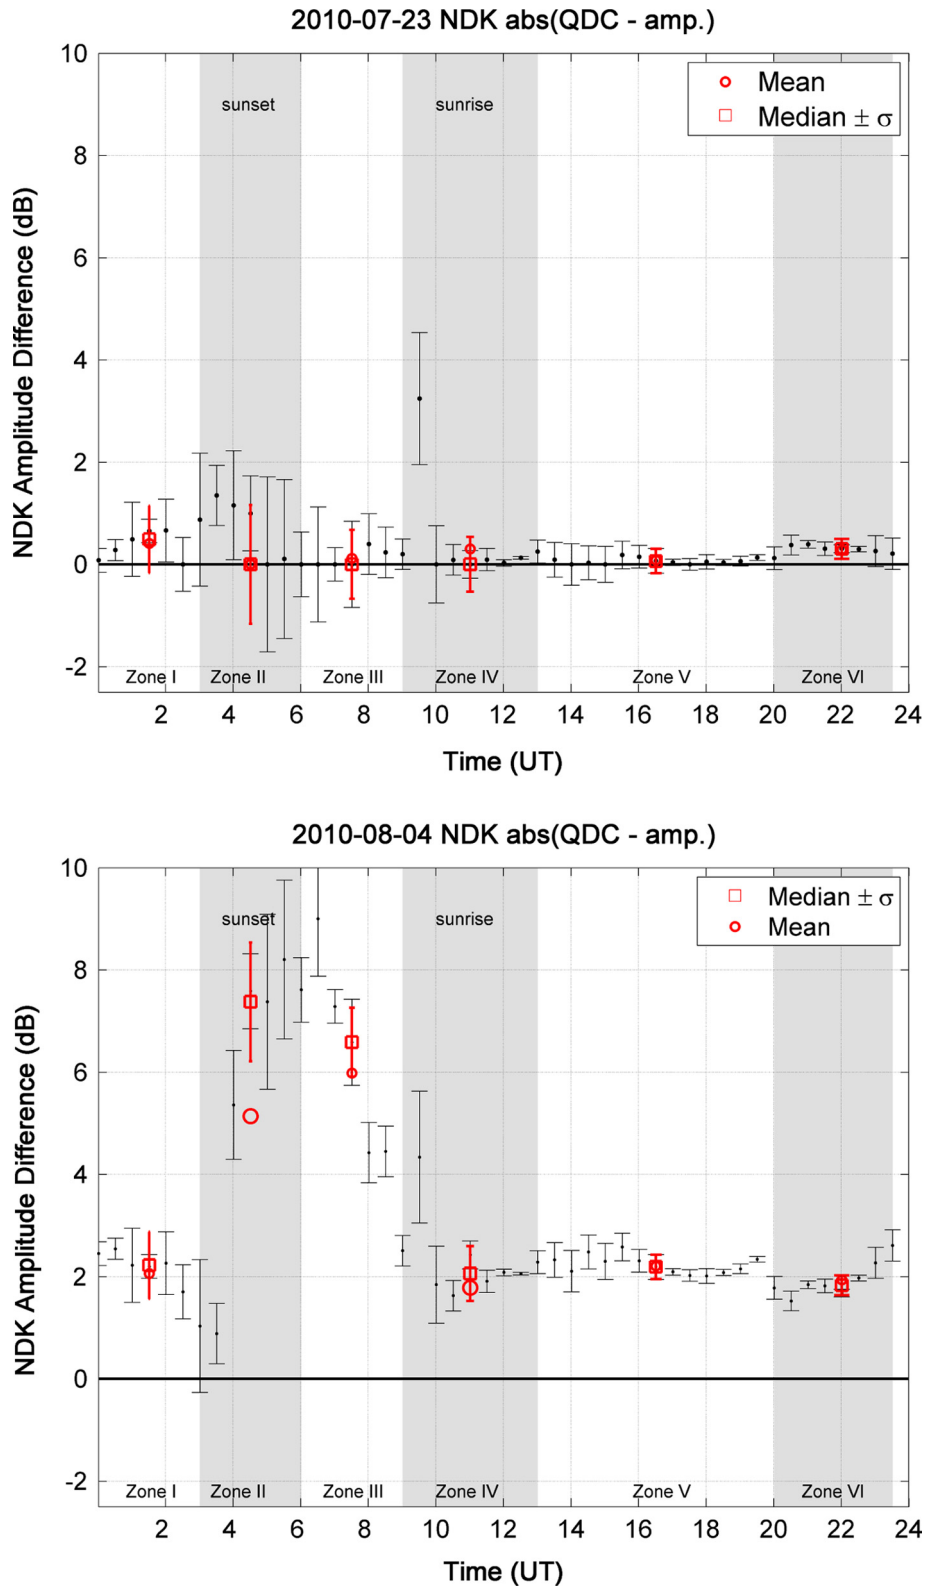 2010-07-23 NDK abs(QDC - amp.)
10
8
6
4
2
0
-2
NDK Amplitude Difference (dB)
sunset
sunrise
Mean
Median ± σ
Zone I
Zone II
Zone III
Zone IV
Zone V
Zone VI
2 4 6 8 10 12 14 16 18 20 22 24
Time (UT)
2010-08-04 NDK abs(QDC - amp.)
10
8
6
4
2
0
-2
NDK Amplitude Difference (dB)
sunset
sunrise
Median ± σ
Mean
Zone I
Zone II
Zone III
Zone IV
Zone V
Zone VI
2 4 6 8 10 12 14 16 18 20 22 24
Time (UT)